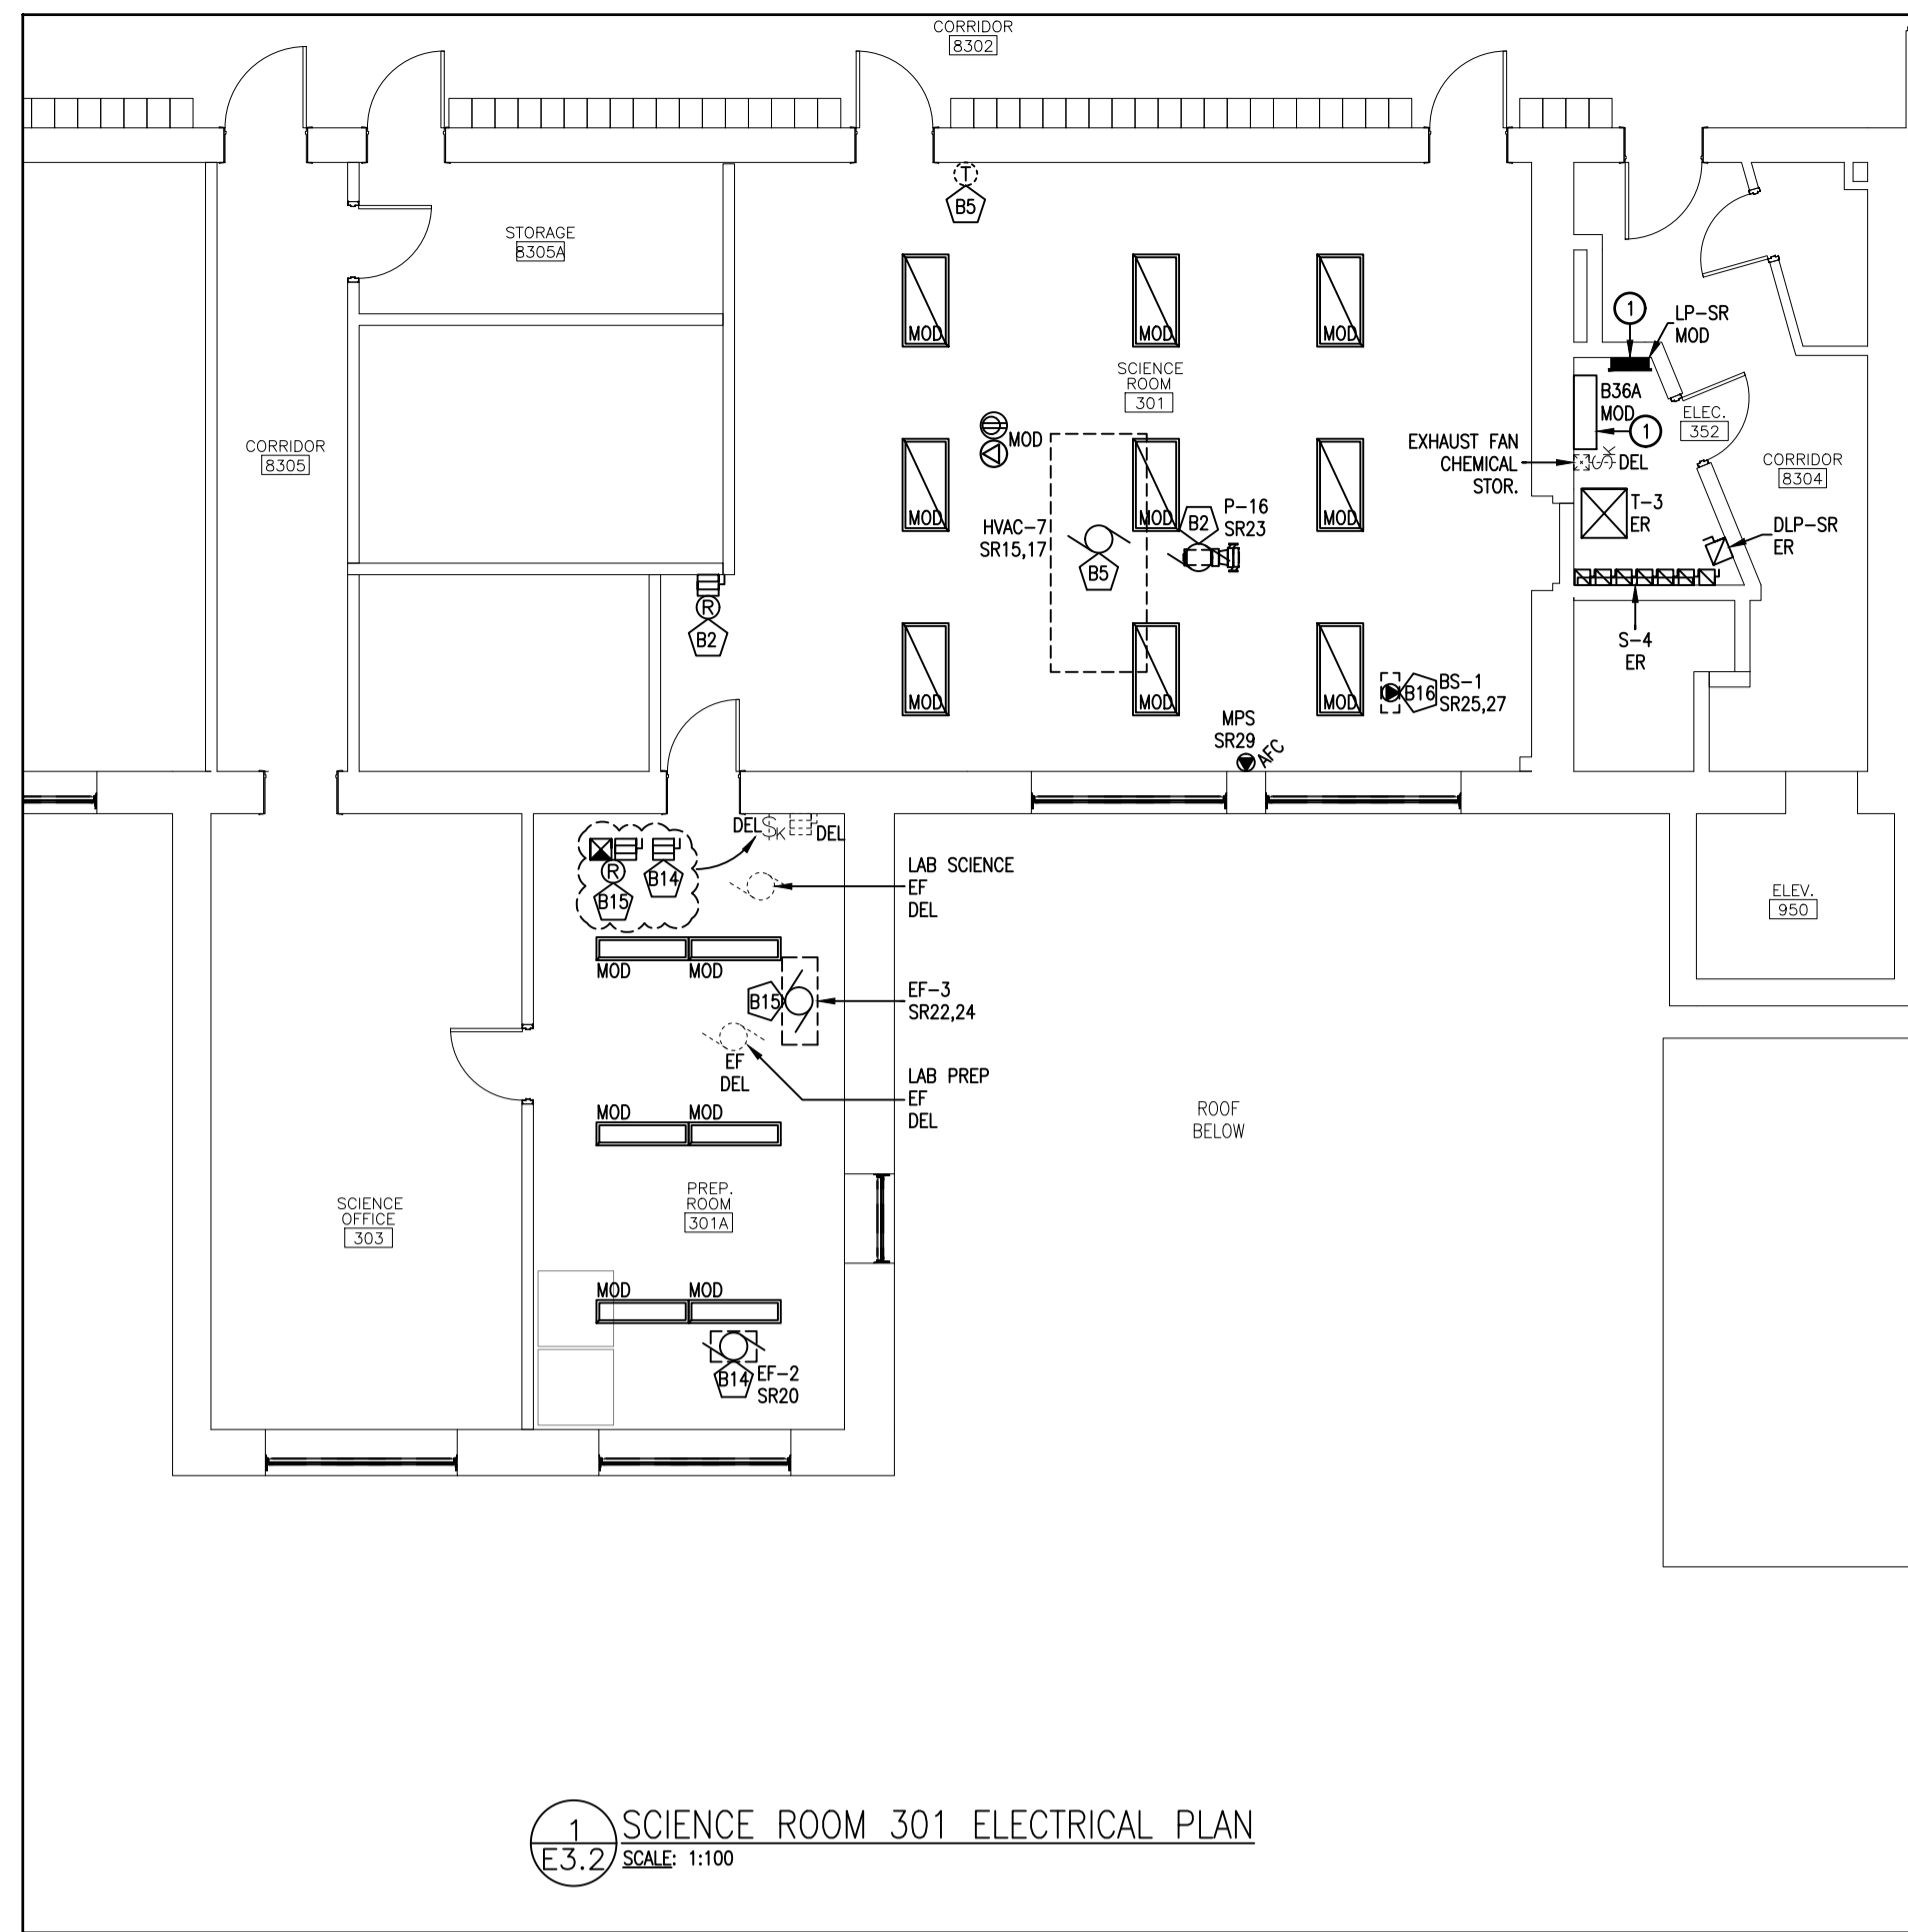 CORRIDOR
8302
T
B5
STORAGE
8305A
MOD
MOD
MOD
1
LP-SR
MOD
SCIENCE
ROOM
301
B36A
MOD
1
ELEC.
352
MOD
CORRIDOR
8305
EXHAUST FAN
CHEMICAL
STOR.
K
DEL
CORRIDOR
8304
MOD
MOD
MOD
HVAC-7
SR15,17
B5
B2
P-16
SR23
T-3
ER
DLP-SR
ER
R
B2
S-4
ER
MOD
MOD
MOD
B16
BS-1
SR25,27
MPS
SR29
AFC
DEL
$K
DEL
R
B15
B14
LAB SCIENCE
EF
DEL
ELEV.
950
MOD
MOD
B15
EF-3
SR22,24
EF
DEL
LAB PREP
EF
DEL
MOD
MOD
ROOF
BELOW
SCIENCE
OFFICE
303
PREP.
ROOM
301A
MOD
MOD
B14
EF-2
SR20
1
E3.2
SCIENCE ROOM 301 ELECTRICAL PLAN
SCALE: 1:100